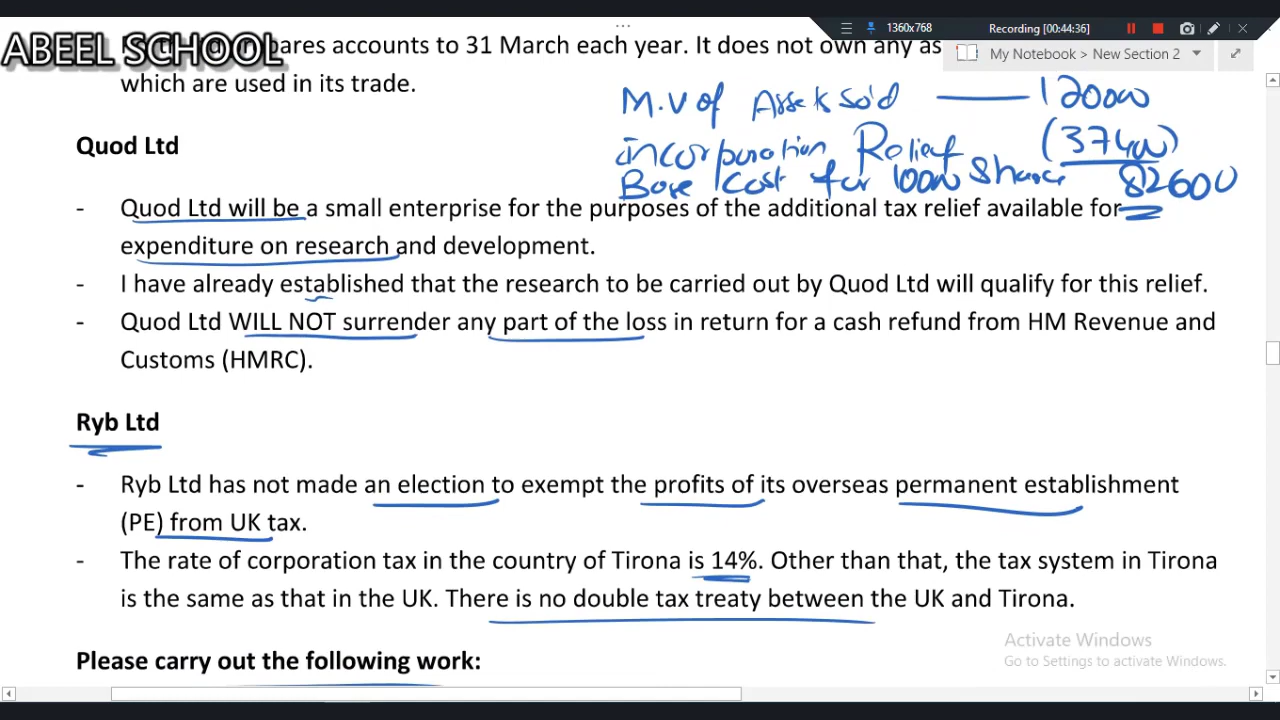 ABEEL SCHOOL
1360x768
Recording [00:44:36]
My Notebook > New Section 2
pares accounts to 31 March each year. It does not own any as
which are used in its trade.
M.V of Assets sold 120000
incorporation Relief (37400)
Base Cost for 10000 Shares 82600
Quod Ltd
- Quod Ltd will be a small enterprise for the purposes of the additional tax relief available for
expenditure on research and development.
- I have already established that the research to be carried out by Quod Ltd will qualify for this relief.
- Quod Ltd WILL NOT surrender any part of the loss in return for a cash refund from HM Revenue and
Customs (HMRC).
Ryb Ltd
- Ryb Ltd has not made an election to exempt the profits of its overseas permanent establishment
(PE) from UK tax.
- The rate of corporation tax in the country of Tirona is 14%. Other than that, the tax system in Tirona
is the same as that in the UK. There is no double tax treaty between the UK and Tirona.
Activate Windows
Go to Settings to activate Windows.
Please carry out the following work: